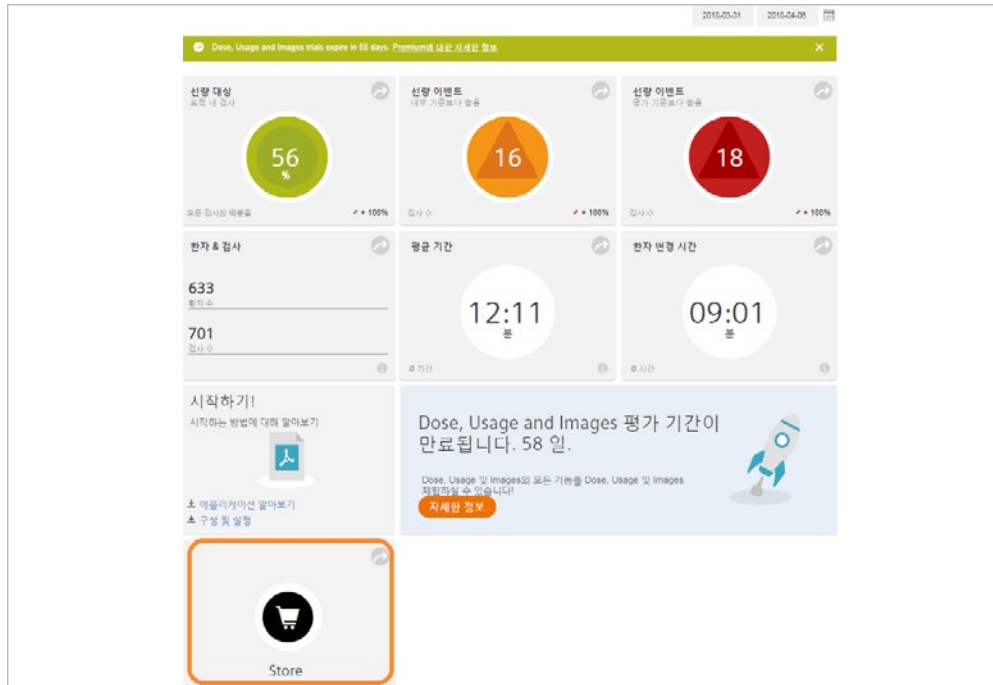 2018-03-31 2018-04-06
Dose, Usage and Images trials expire in 58 days. Premium에 대한 자세한 정보
선량 대상
표적 내 검사
56
%
모든 검사의 백분율
+ 100%
선량 이벤트
내부 기준보다 높음
16
검사 수
+ 100%
선량 이벤트
국가 기준보다 높음
18
검사 수
+ 100%
환자 & 검사
633
환자 수
701
검사 수
평균 기간
12:11
분
Ø 기간
환자 변경 시간
09:01
분
Ø 시간
시작하기!
시작하는 방법에 대해 알아보기
애플리케이션 알아보기
구성 및 설정
Dose, Usage and Images 평가 기간이
만료됩니다. 58 일.
Dose, Usage 및 Images의 모든 기능을 Dose, Usage 및 Images
체험하실 수 있습니다!
자세한 정보
Store